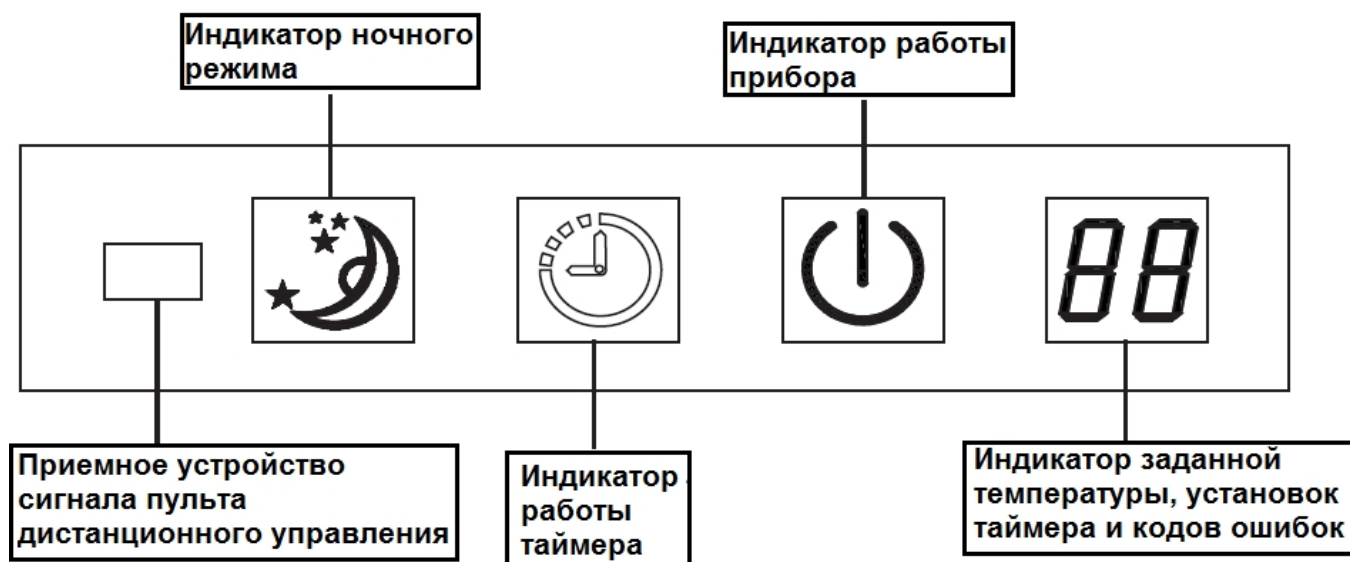 Индикатор ночного
режима
Индикатор работы
прибора
88
Приемное устройство
сигнала пульта
дистанционного управления
Индикатор
работы
таймера
Индикатор заданной
температуры, установок
таймера и кодов ошибок